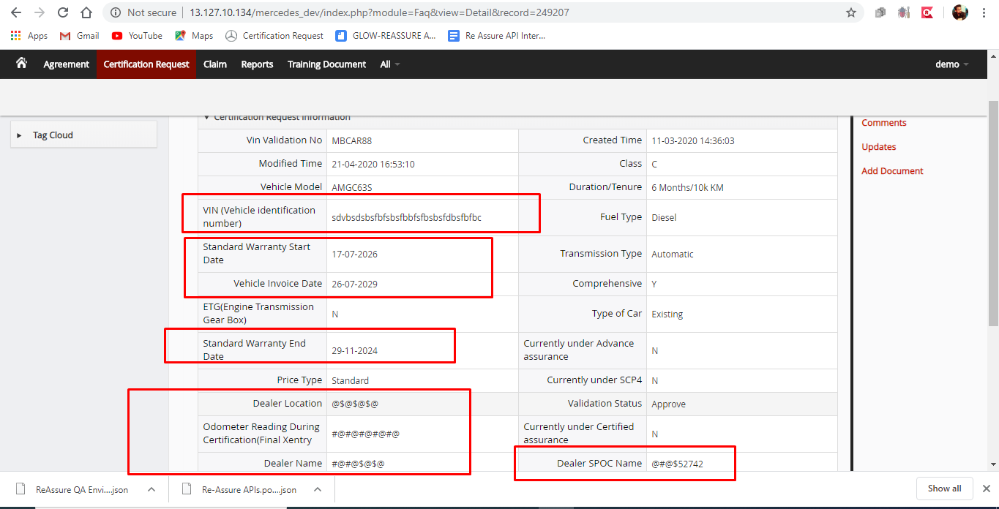 Not secure
13.127.10.134/mercedes_dev/index.php?module=Faq&view=Detail&record=249207
Apps
Gmail
YouTube
Maps
Certification Request
GLOW-REASSURE A...
Re Assure API Inter...
Agreement
Certification Request
Claim
Reports
Training Document
All
demo
Tag Cloud
Certification Request Information
Vin Validation No MBCAR88 Created Time 11-03-2020 14:36:03
Modified Time 21-04-2020 16:53:10 Class C
Vehicle Model AMGC63S Duration/Tenure 6 Months/10k KM
VIN (Vehicle identification
number) sdvbsdsbsfbfsbsfbbfsfbsbsfdbsfbfbc Fuel Type Diesel
Standard Warranty Start
Date 17-07-2026 Transmission Type Automatic
Vehicle Invoice Date 26-07-2029 Comprehensive Y
ETG(Engine Transmission
Gear Box) N Type of Car Existing
Standard Warranty End
Date 29-11-2024
Currently under Advance
assurance N
Price Type Standard Currently under SCP4 N
Dealer Location @$@$@$@ Validation Status Approve
Odometer Reading During
Certification(Final Xentry #@#@#@#@#@
Currently under Certified
assurance N
Dealer Name #@#@$@$@ Dealer SPOC Name @#@$52742
Comments
Updates
Add Document
ReAssure QA Envi....json
Re-Assure APIs.po....json
Show all